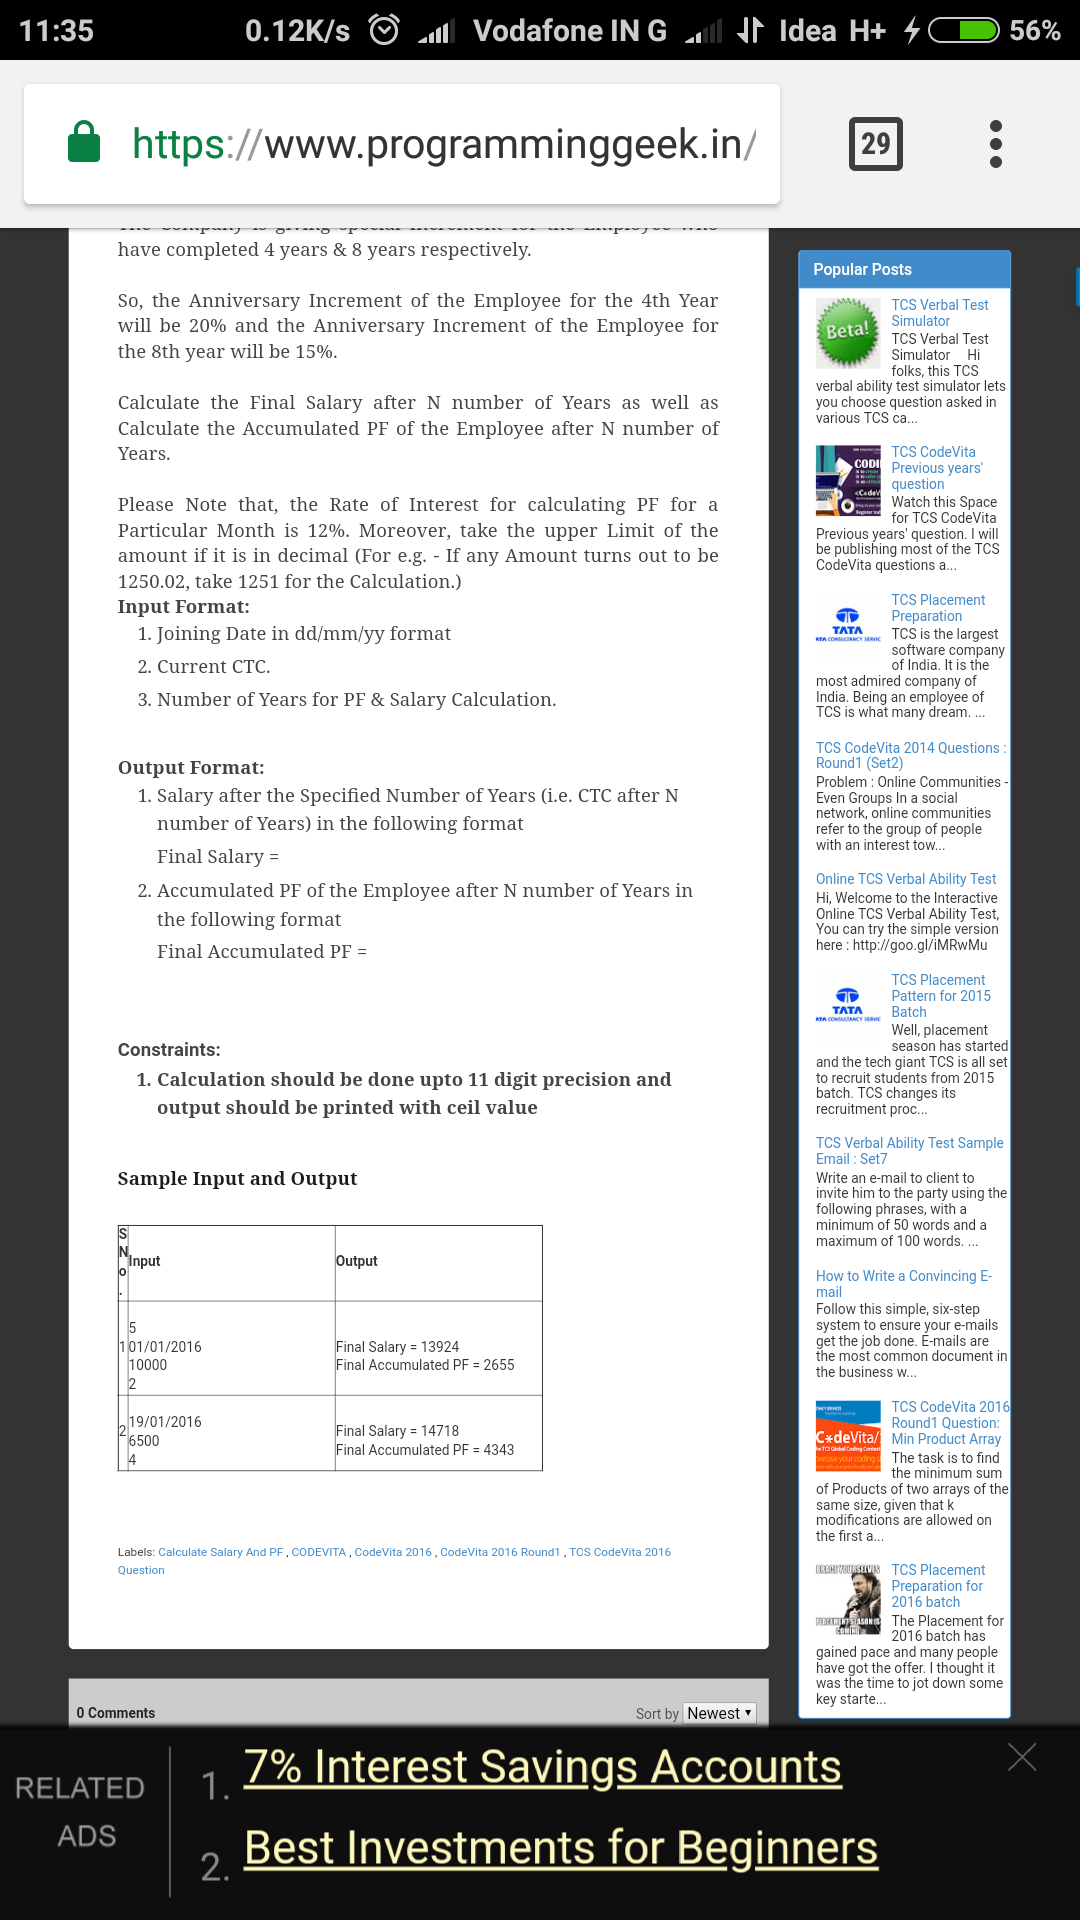 11:35
0.12K/s
Vodafone IN G
Idea H+
56%
https://www.programminggeek.in/
29
The Company is giving special increment for the Employee who
have completed 4 years & 8 years respectively.
So, the Anniversary Increment of the Employee for the 4th Year
will be 20% and the Anniversary Increment of the Employee for
the 8th year will be 15%.
Calculate the Final Salary after N number of Years as well as
Calculate the Accumulated PF of the Employee after N number of
Years.
Please Note that, the Rate of Interest for calculating PF for a
Particular Month is 12%. Moreover, take the upper Limit of the
amount if it is in decimal (For e.g. - If any Amount turns out to be
1250.02, take 1251 for the Calculation.)
Input Format:
1. Joining Date in dd/mm/yy format
2. Current CTC.
3. Number of Years for PF & Salary Calculation.
Output Format:
1. Salary after the Specified Number of Years (i.e. CTC after N
number of Years) in the following format
Final Salary =
2. Accumulated PF of the Employee after N number of Years in
the following format
Final Accumulated PF =
Constraints:
1. Calculation should be done upto 11 digit precision and
output should be printed with ceil value
Sample Input and Output
S
N
o
.
Input
Output
1
5
01/01/2016
10000
2
Final Salary = 13924
Final Accumulated PF = 2655
2
19/01/2016
6500
4
Final Salary = 14718
Final Accumulated PF = 4343
Labels: Calculate Salary And PF , CODEVITA , CodeVita 2016 , CodeVita 2016 Round1 , TCS CodeVita 2016
Question
0 Comments
Sort by Newest
Popular Posts
Beta!
TCS Verbal Test
Simulator
TCS Verbal Test
Simulator Hi
folks, this TCS
verbal ability test simulator lets
you choose question asked in
various TCS ca...
TCS CodeVita
Previous years'
question
Watch this Space
for TCS CodeVita
Previous years' question. I will
be publishing most of the TCS
CodeVita questions a...
TATA
TCS Placement
Preparation
TCS is the largest
software company
of India. It is the
most admired company of
India. Being an employee of
TCS is what many dream. ...
TCS CodeVita 2014 Questions :
Round1 (Set2)
Problem : Online Communities -
Even Groups In a social
network, online communities
refer to the group of people
with an interest tow...
Online TCS Verbal Ability Test
Hi, Welcome to the Interactive
Online TCS Verbal Ability Test,
You can try the simple version
here : http://goo.gl/iMRwMu
TATA
TCS Placement
Pattern for 2015
Batch
Well, placement
season has started
and the tech giant TCS is all set
to recruit students from 2015
batch. TCS changes its
recruitment proc...
TCS Verbal Ability Test Sample
Email : Set7
Write an e-mail to client to
invite him to the party using the
following phrases, with a
minimum of 50 words and a
maximum of 100 words. ...
How to Write a Convincing E-
mail
Follow this simple, six-step
system to ensure your e-mails
get the job done. E-mails are
the most common document in
the business w...
TCS CodeVita 2016
Round1 Question:
Min Product Array
The task is to find
the minimum sum
of Products of two arrays of the
same size, given that k
modifications are allowed on
the first a...
BRACE YOURSELVES
PLACEMENT SEASON IS
COMING
TCS Placement
Preparation for
2016 batch
The Placement for
2016 batch has
gained pace and many people
have got the offer. I thought it
was the time to jot down some
key starte...
RELATED
ADS
1. 7% Interest Savings Accounts
2. Best Investments for Beginners